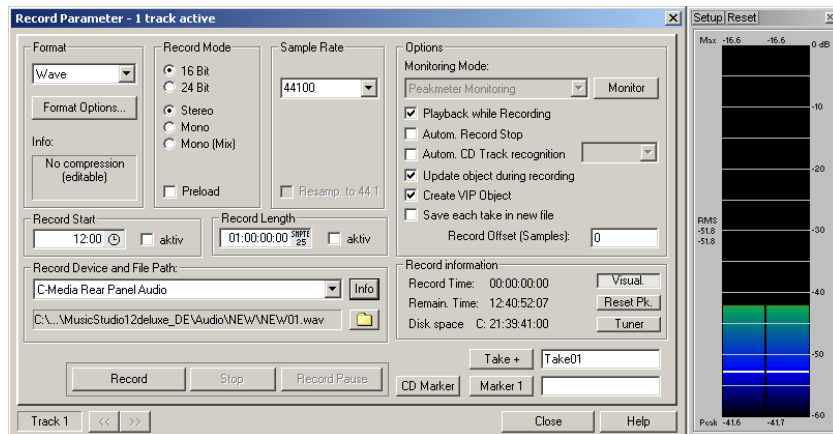 Record Parameter - 1 track active
Format
Wave
Format Options...
Info:
No compression
(editable)
Record Mode
16 Bit
24 Bit
Stereo
Mono
Mono (Mix)
Preload
Sample Rate
44100
Resamp. to 44.1
Options
Monitoring Mode:
Peakmeter Monitoring
Monitor
Playback while Recording
Autom. Record Stop
Autom. CD Track recognition
Update object during recording
Create VIP Object
Save each take in new file
Record Offset (Samples):
0
Record Start
12:00
aktiv
Record Length
01:00:00:00 SMPTE 25
aktiv
Record Device and File Path:
C-Media Rear Panel Audio
Info
C:\...\MusicStudio12deluxe_DE\Audio\NEW\NEW01.wav
Record information
Record Time: 00:00:00:00
Visual.
Remain. Time: 12:40:52:07
Reset Pk.
Disk space C: 21:39:41:00
Tuner
Record
Stop
Record Pause
Take +
Take01
CD Marker
Marker 1
Track 1
<<
>>
Close
Help
Setup Reset
Max -16.6 -16.6
0 dB
-10
-20
-30
-40
-50
-60
RMS
-51.8
-51.8
Peak -41.6 -41.7